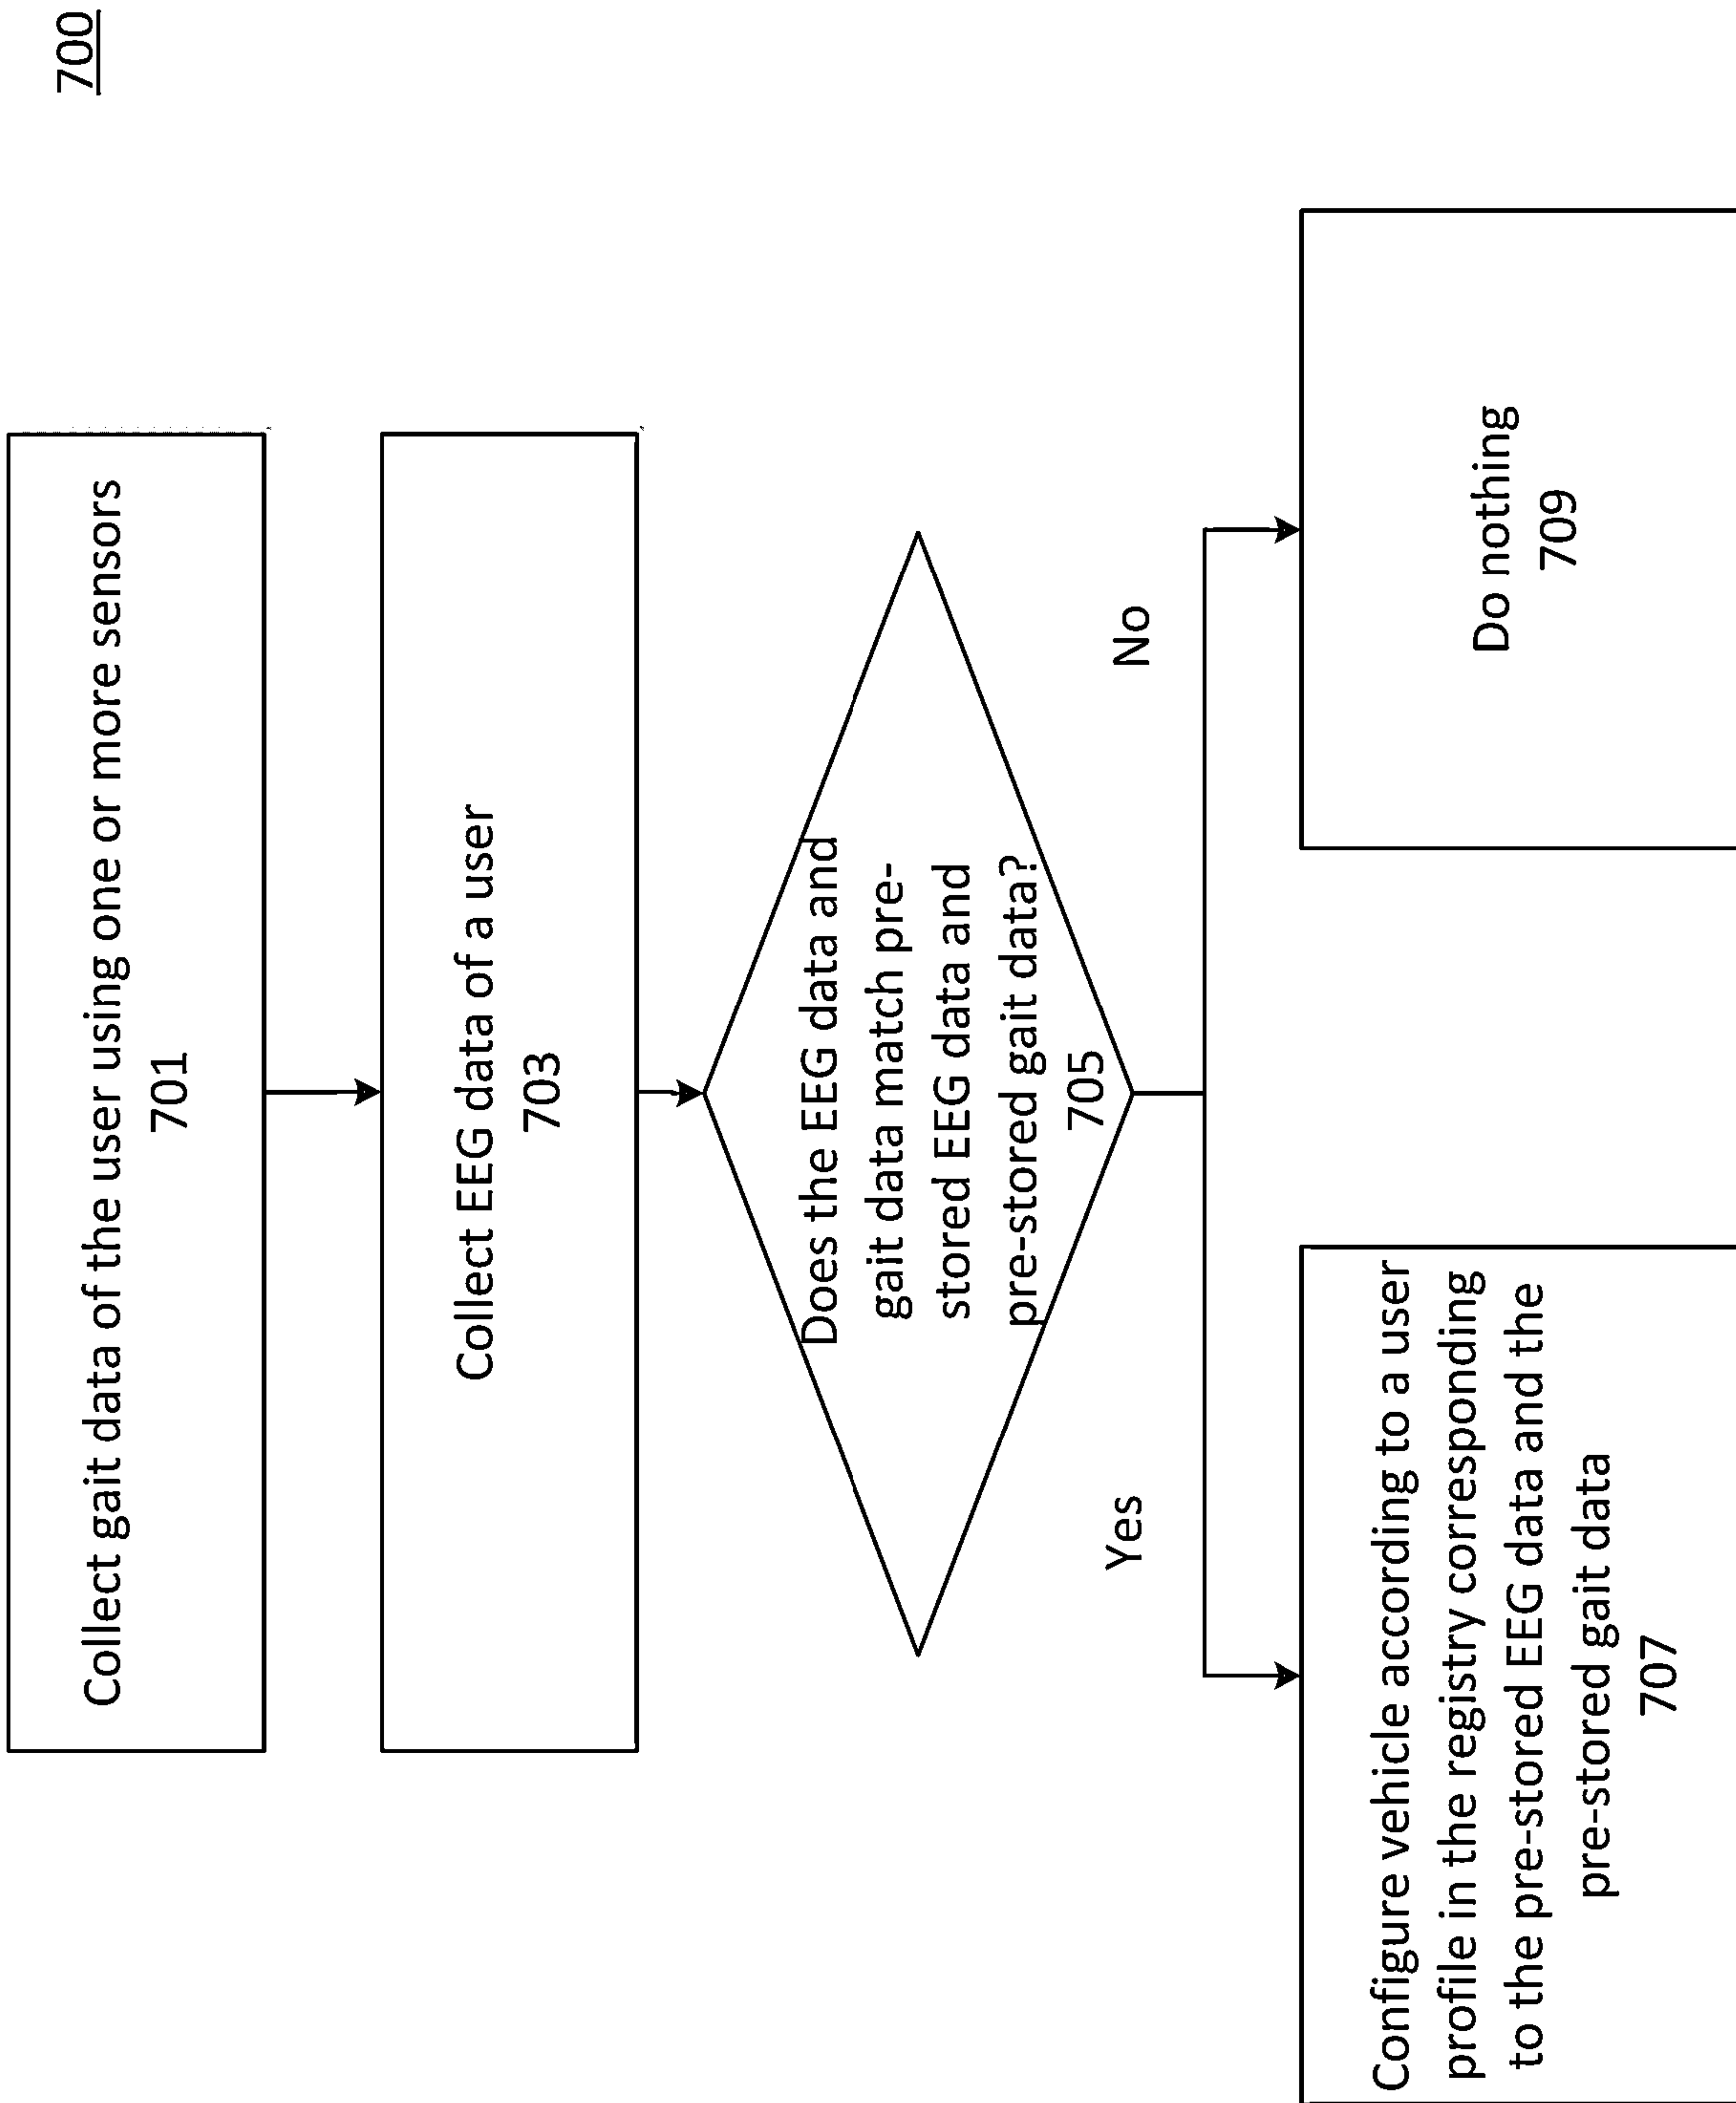 700
Collect gait data of the user using one or more sensors
701
Collect EEG data of a user
703
Does the EEG data and
gait data match pre-
stored EEG data and
pre-stored gait data?
705
Yes
No
Configure vehicle according to a user
profile in the registry corresponding
to the pre-stored EEG data and the
pre-stored gait data
707
Do nothing
709